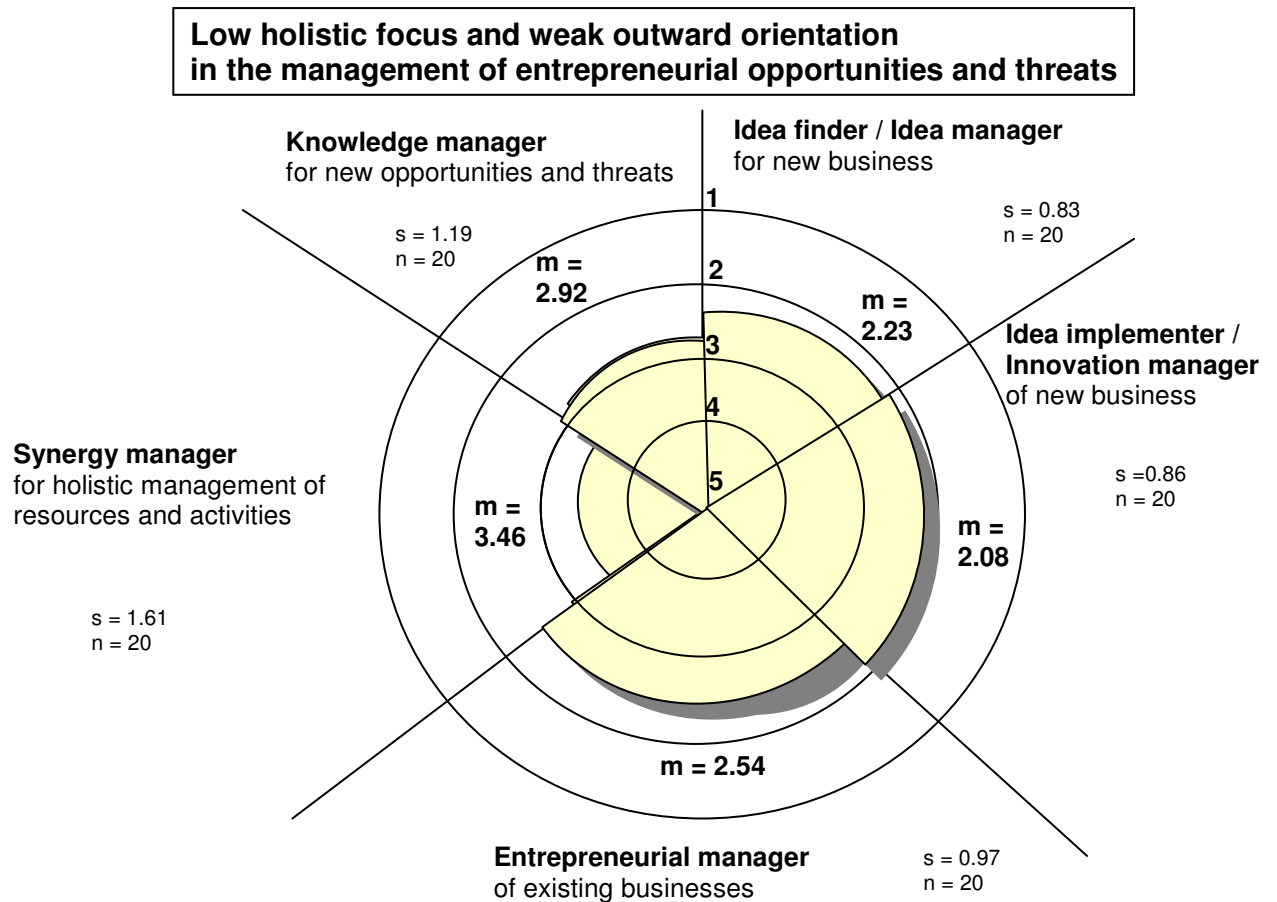 Low holistic focus and weak outward orientation
in the management of entrepreneurial opportunities and threats
Knowledge manager
for new opportunities and threats
s = 1.19
n = 20
m =
2.92
Idea finder / Idea manager
for new business
s = 0.83
n = 20
m =
2.23
1
2
3
4
5
Idea implementer /
Innovation manager
of new business
s =0.86
n = 20
m =
2.08
Synergy manager
for holistic management of
resources and activities
m =
3.46
s = 1.61
n = 20
m = 2.54
Entrepreneurial manager
of existing businesses
s = 0.97
n = 20